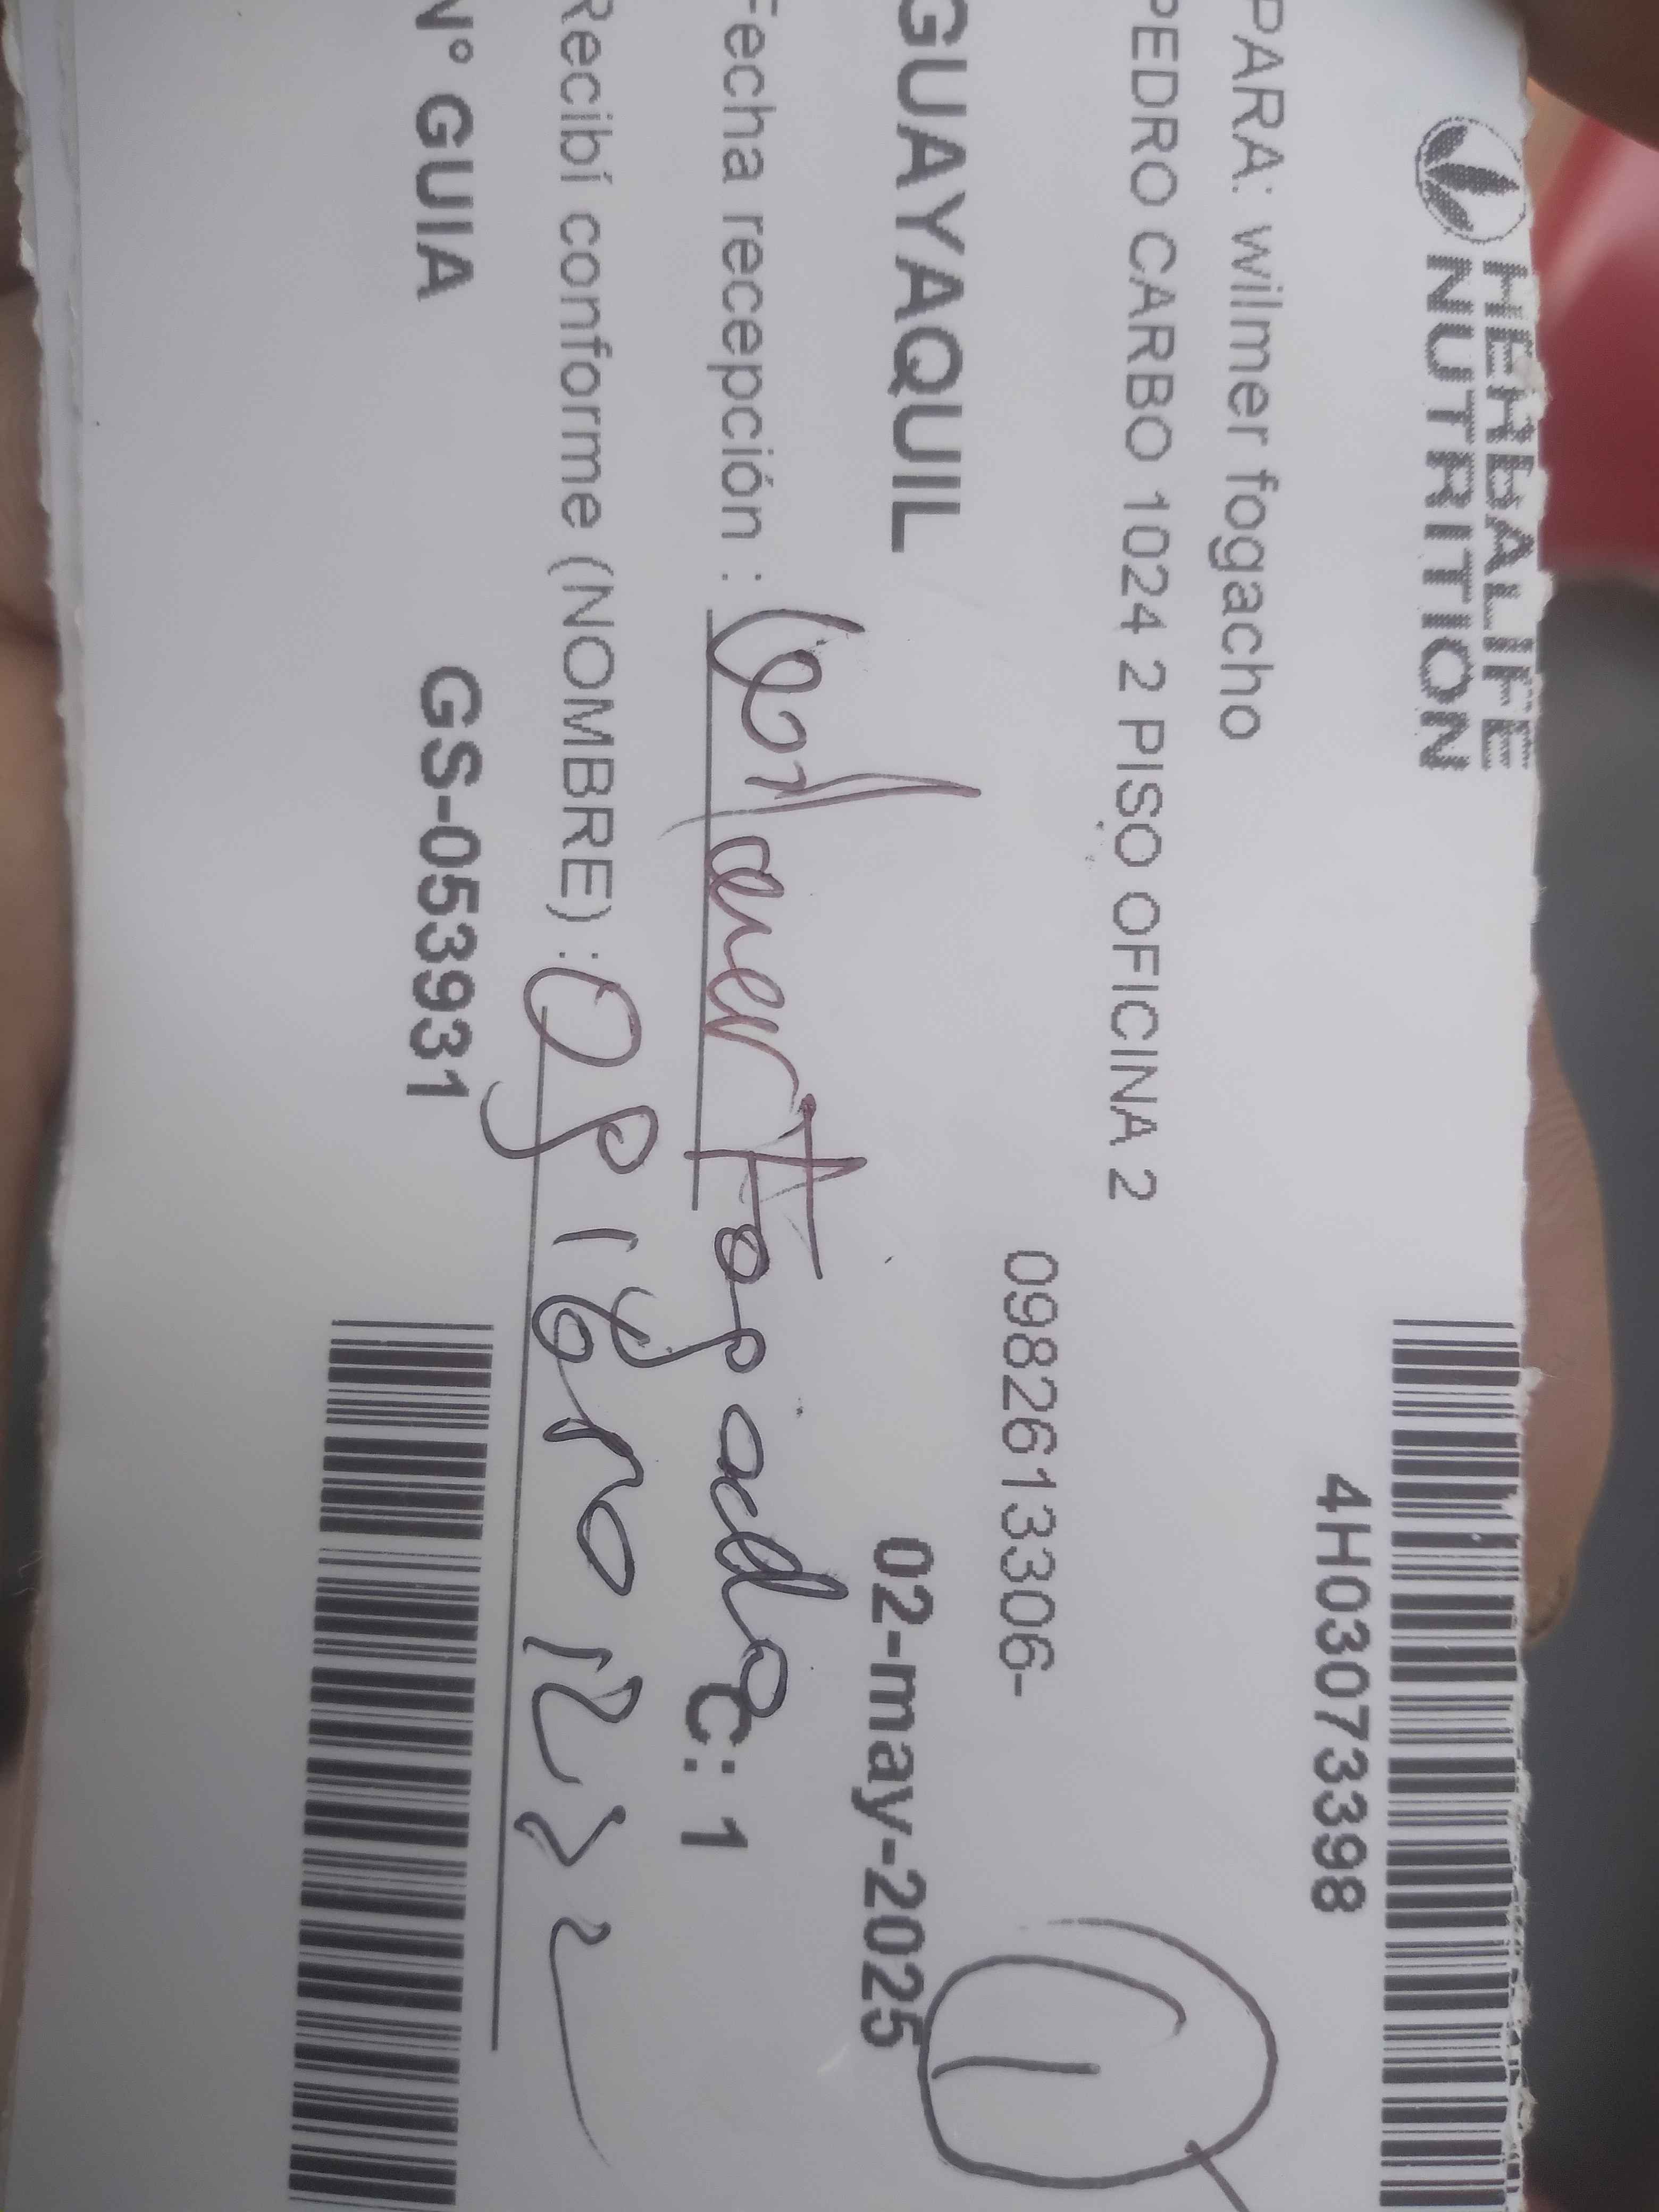 HERBALIFE
NUTRITION
4H03073398
PARA: wilmer fogacho
PEDRO CARBO 1024 2 PISO OFICINA 2
0982613306-
GUAYAQUIL
02-may-2025
Fecha recepción :
C: 1
Recibí conforme (NOMBRE) :
N° GUIA GS-053931